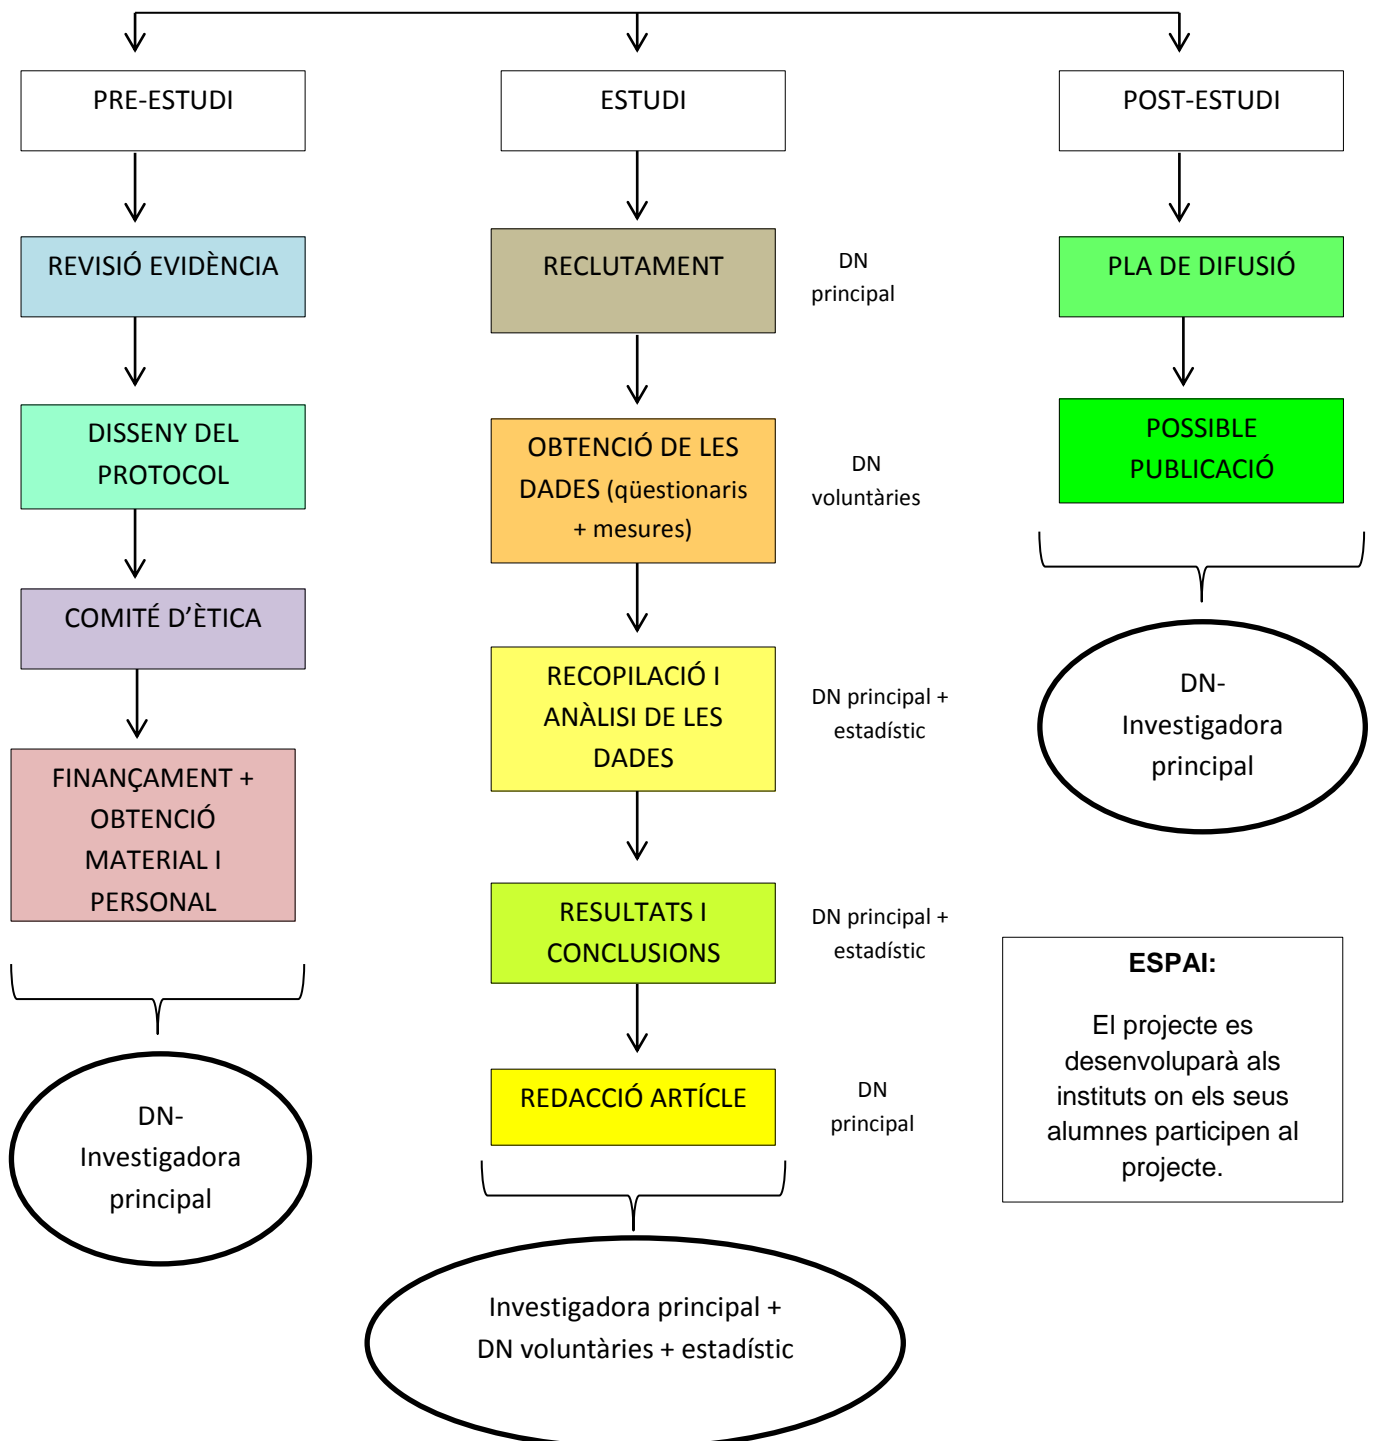 PRE-ESTUDI
ESTUDI
POST-ESTUDI
REVISIÓ EVIDÈNCIA
RECLUTAMENT
DN
principal
PLA DE DIFUSIÓ
DISSENY DEL
PROTOCOL
OBTENCIÓ DE LES
DADES (qüestionaris
+ mesures)
DN
voluntàries
POSSIBLE
PUBLICACIÓ
COMITÉ D’ÈTICA
RECOPILACIÓ I
ANÀLISI DE LES
DADES
DN principal +
estadístic
DN-
Investigadora
principal
FINANÇAMENT +
OBTENCIÓ
MATERIAL I
PERSONAL
RESULTATS I
CONCLUSIONS
DN principal +
estadístic
ESPAI:
El projecte es
desenvoluparà als
instituts on els seus
alumnes participen al
projecte.
DN-
Investigadora
principal
REDACCIÓ ARTÍCLE
DN
principal
Investigadora principal +
DN voluntàries + estadístic